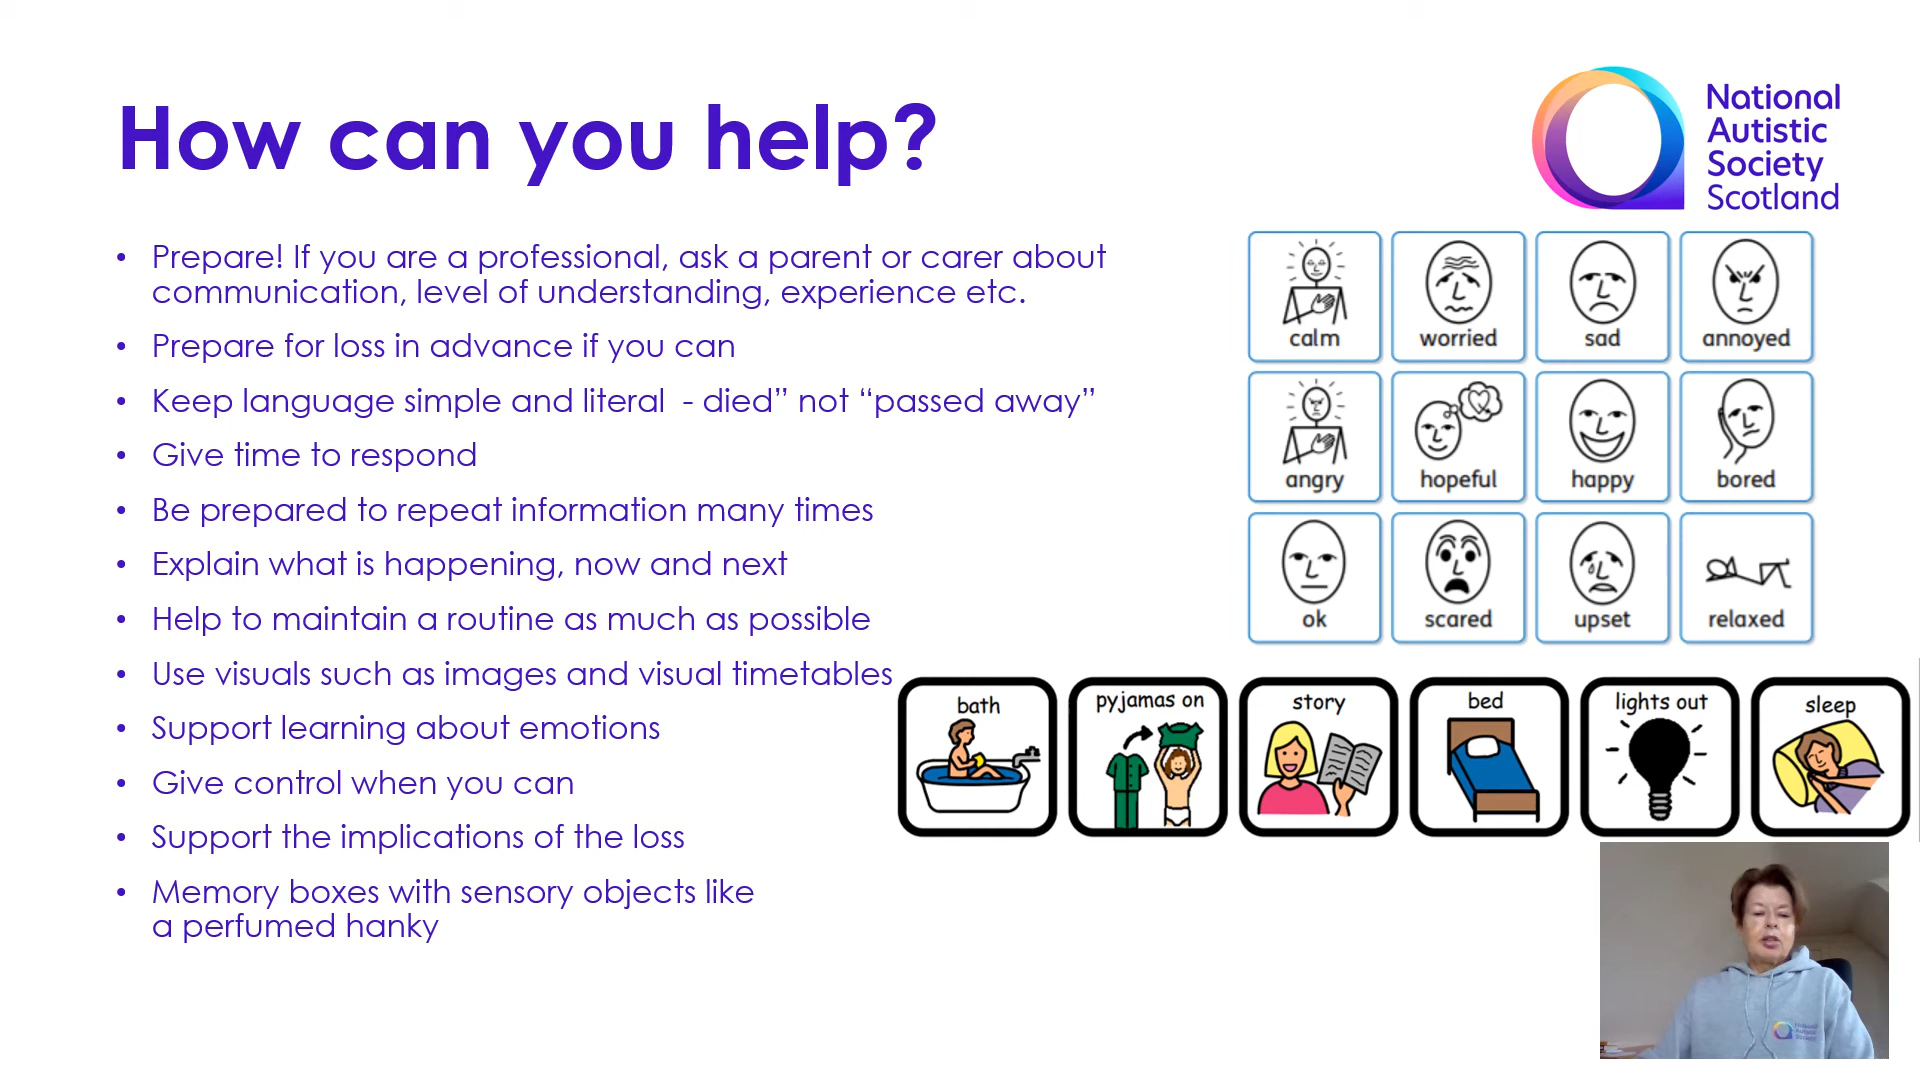 How can you help?
National
Autistic
Society
Scotland
• Prepare! If you are a professional, ask a parent or carer about
communication, level of understanding, experience etc.
• Prepare for loss in advance if you can
• Keep language simple and literal  - died” not “passed away”
• Give time to respond
• Be prepared to repeat information many times
• Explain what is happening, now and next
• Help to maintain a routine as much as possible
• Use visuals such as images and visual timetables
• Support learning about emotions
• Give control when you can
• Support the implications of the loss
• Memory boxes with sensory objects like
a perfumed hanky
calm worried sad annoyed
angry hopeful happy bored
ok scared upset relaxed
bath pyjamas on story bed lights out sleep
National
Autistic
Society